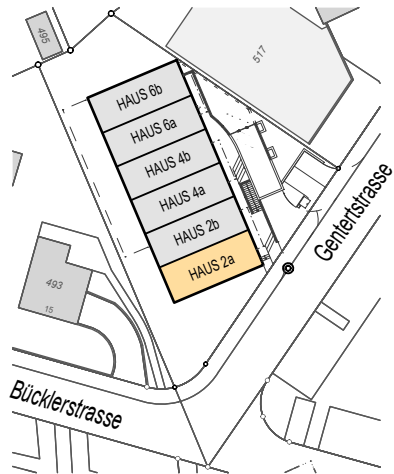 495
517
HAUS 6b
HAUS 6a
HAUS 4b
HAUS 4a
HAUS 2b
HAUS 2a
Gentertstrasse
493
15
Bücklerstrasse